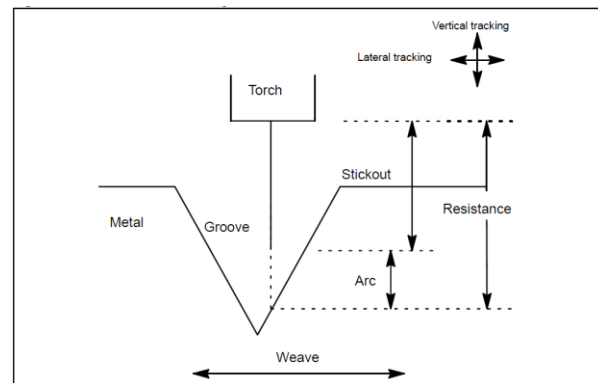 Vertical tracking
Lateral tracking
Torch
Stickout
Resistance
Metal
Groove
Arc
Weave